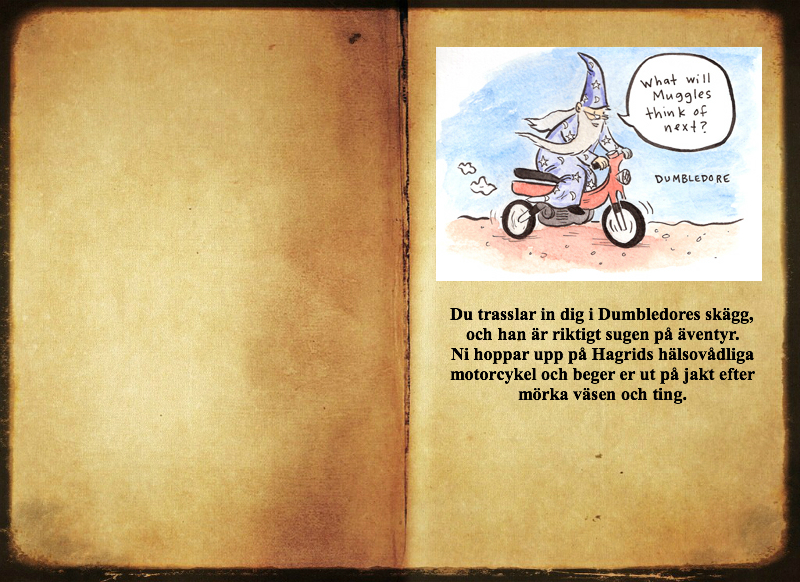 What will
Muggles
think of
next?
DUMBLEDORE
Du trasslar in dig i Dumbledores skägg,
och han är riktigt sugen på äventyr.
Ni hoppar upp på Hagrids hälsovådliga
motorcykel och beger er ut på jakt efter
mörka väsen och ting.